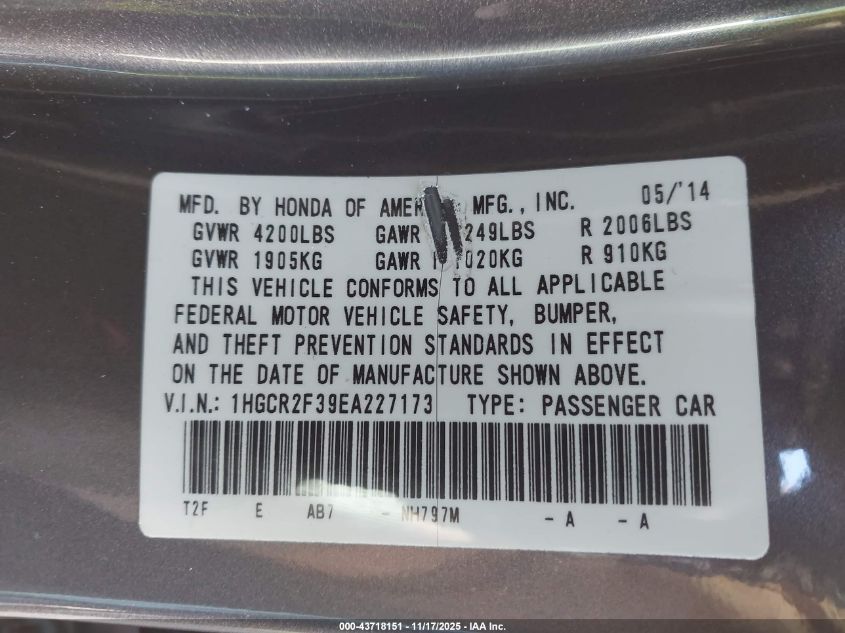 MFD. BY HONDA OF MFG., INC. 05/'14
GVWR 4200LBS GAWR 249LBS R 2006LBS
GVWR 1905KG GAWR 020KG R 910KG
THIS VEHICLE CONFORMS TO ALL APPLICABLE
FEDERAL MOTOR VEHICLE SAFETY, BUMPER,
AND THEFT PREVENTION STANDARDS IN EFFECT
ON THE DATE OF MANUFACTURE SHOWN ABOVE.
V.I.N.: 1HGCR2F39EA227173 TYPE: PASSENGER CAR
T2F E AB7 - NH797M - A - A
000-43718151 - 11/17/2025 - IAA Inc.